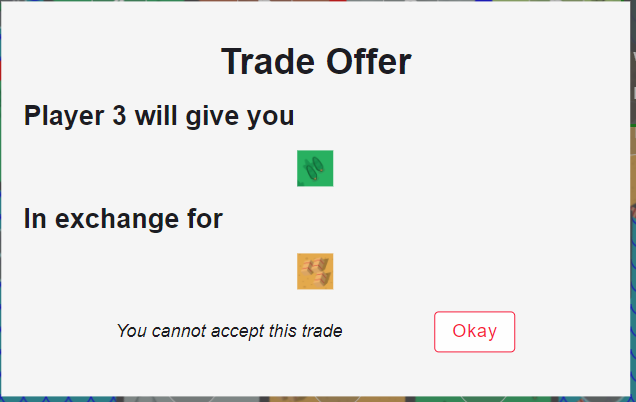 Trade Offer
Player 3 will give you
In exchange for
You cannot accept this trade
Okay